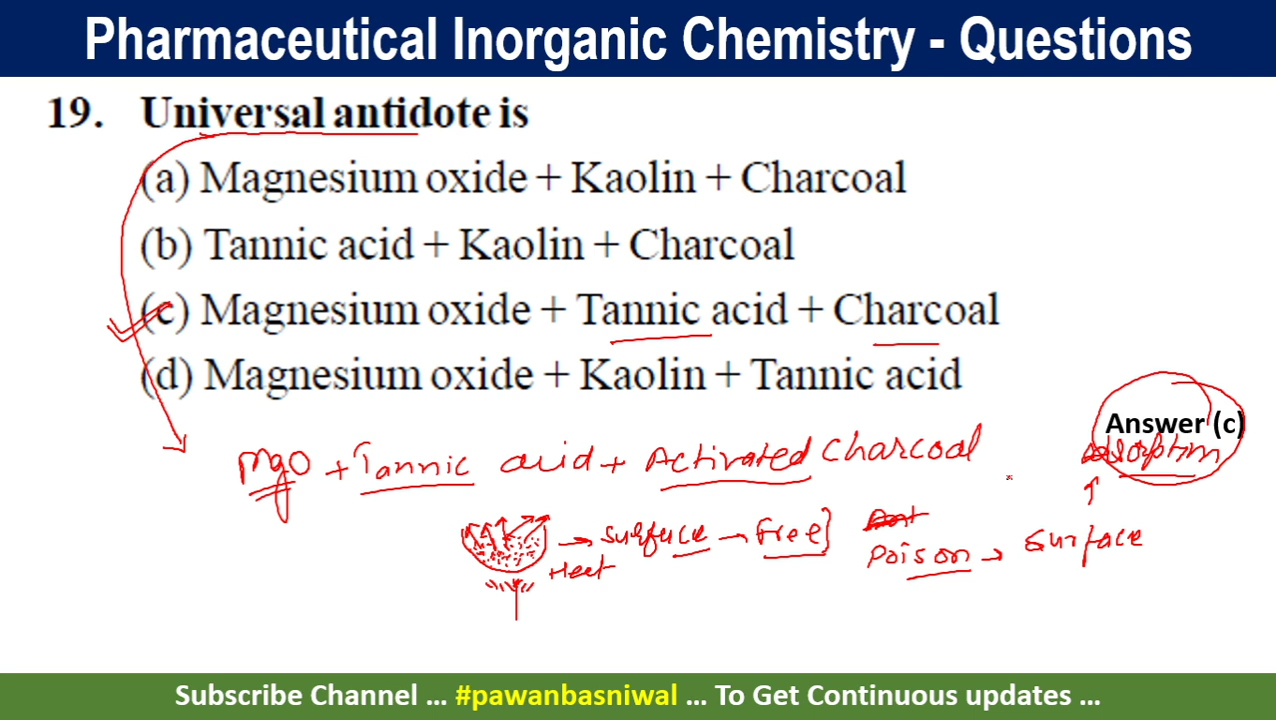 Pharmaceutical Inorganic Chemistry - Questions
19. Universal antidote is
(a) Magnesium oxide + Kaolin + Charcoal
(b) Tannic acid + Kaolin + Charcoal
(c) Magnesium oxide + Tannic acid + Charcoal
(d) Magnesium oxide + Kaolin + Tannic acid
Answer (c)
MgO + Tannic acid + Activated Charcoal
adsorption
→ Surface → Free]
Heat
Poison → Surface
Subscribe Channel ... #pawanbasniwal ... To Get Continuous updates ...